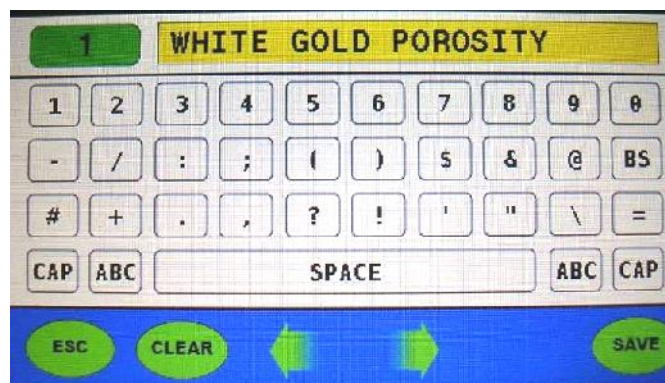 1 WHITE GOLD POROSITY
1 2 3 4 5 6 7 8 9 0
- / : ; ( ) $ & @ BS
# + . , ? ! ' " \ =
CAP ABC SPACE ABC CAP
ESC CLEAR SAVE